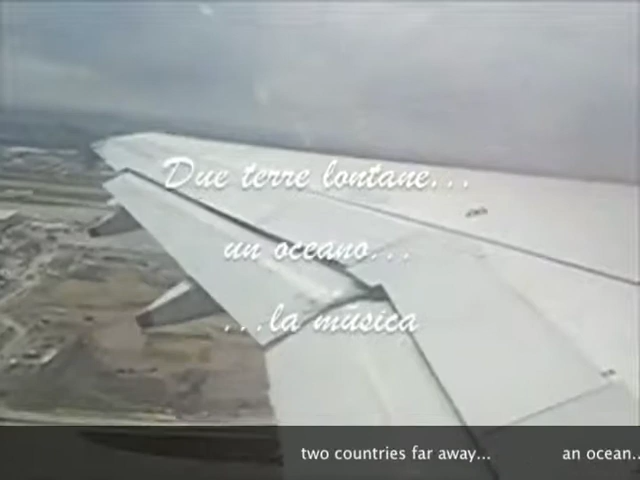 Due terre lontane...
un oceano...
...la musica
two countries far away... an ocean..